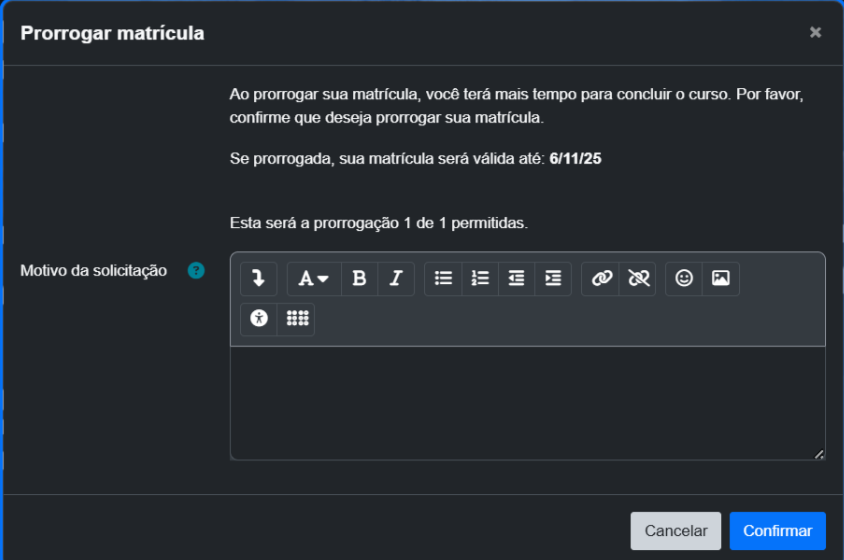 Prorrogar matrícula
×
Ao prorrogar sua matrícula, você terá mais tempo para concluir o curso. Por favor,
confirme que deseja prorrogar sua matrícula.
Se prorrogada, sua matrícula será válida até: 6/11/25
Esta será a prorrogação 1 de 1 permitidas.
Motivo da solicitação ?
A B I
Cancelar Confirmar